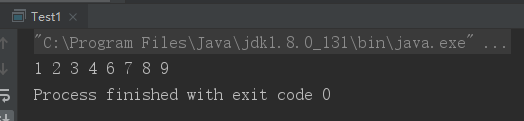 Test1 ×
"C:\Program Files\Java\jdk1.8.0_131\bin\java.exe" ...
1 2 3 4 6 7 8 9
Process finished with exit code 0